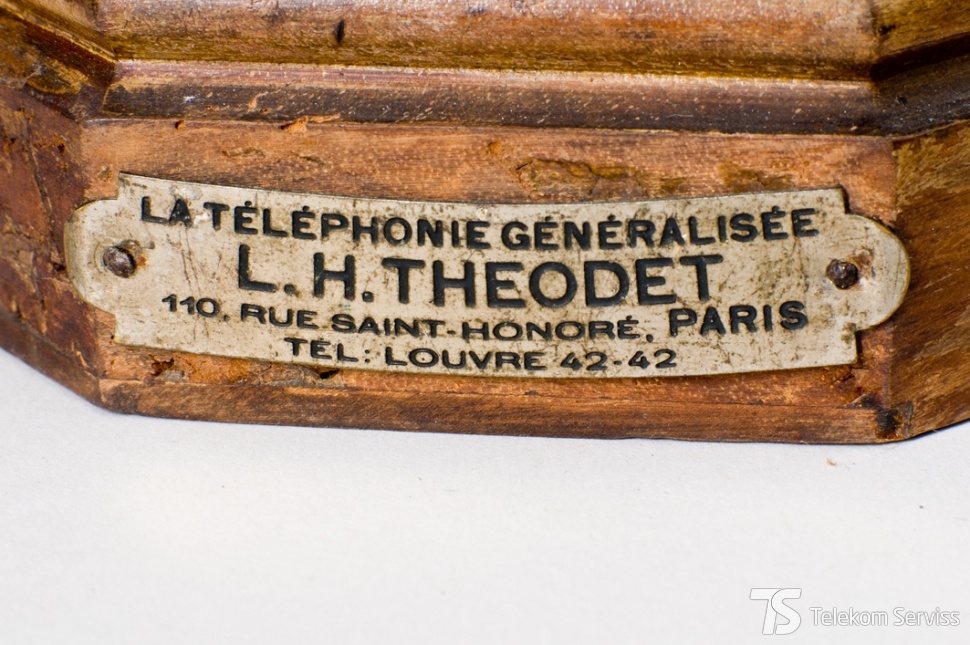 LA TÉLÉPHONIE GÉNÉRALISÉE
L.H.THEODET
110, RUE SAINT-HONORÉ, PARIS
TÉL: LOUVRE 42-42
TS Telekom Serviss